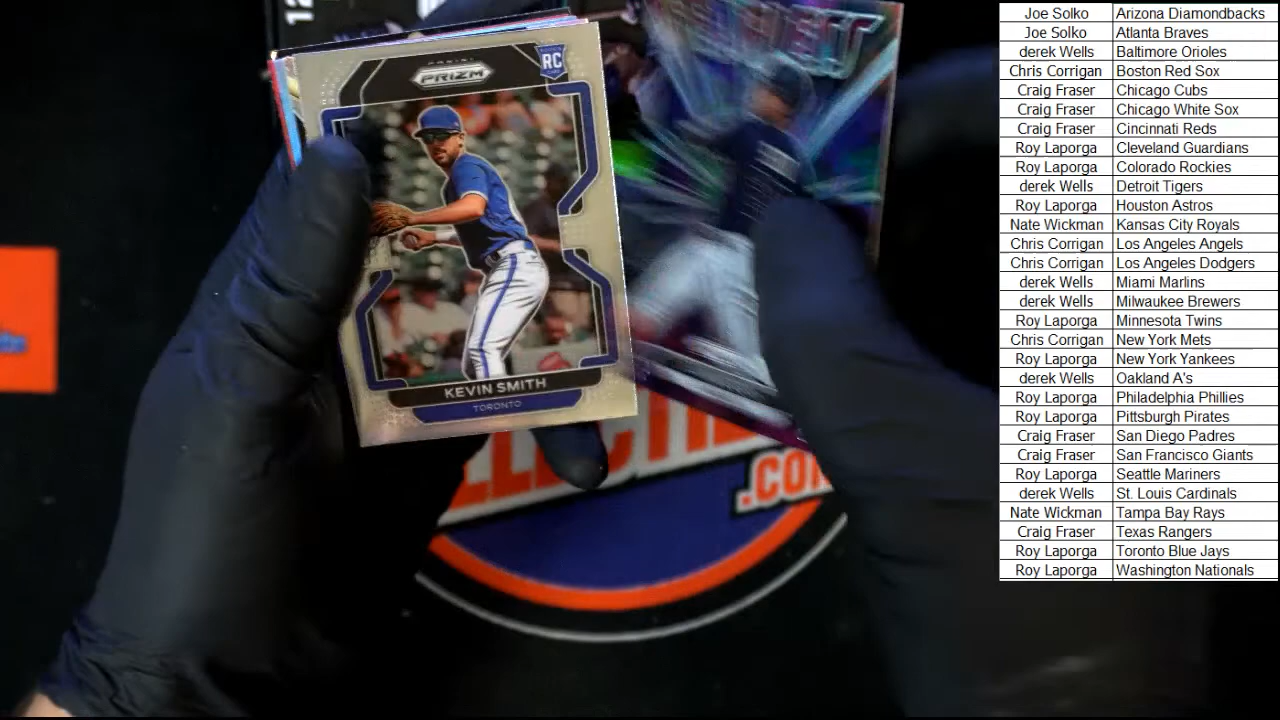 12
PANINI
PRIZM
RC
KEVIN SMITH
TORONTO
.COM
Joe Solko Arizona Diamondbacks
Joe Solko Atlanta Braves
derek Wells Baltimore Orioles
Chris Corrigan Boston Red Sox
Craig Fraser Chicago Cubs
Craig Fraser Chicago White Sox
Craig Fraser Cincinnati Reds
Roy Laporga Cleveland Guardians
Roy Laporga Colorado Rockies
derek Wells Detroit Tigers
Roy Laporga Houston Astros
Nate Wickman Kansas City Royals
Chris Corrigan Los Angeles Angels
Chris Corrigan Los Angeles Dodgers
derek Wells Miami Marlins
derek Wells Milwaukee Brewers
Roy Laporga Minnesota Twins
Chris Corrigan New York Mets
Roy Laporga New York Yankees
derek Wells Oakland A's
Roy Laporga Philadelphia Phillies
Roy Laporga Pittsburgh Pirates
Craig Fraser San Diego Padres
Craig Fraser San Francisco Giants
Roy Laporga Seattle Mariners
derek Wells St. Louis Cardinals
Nate Wickman Tampa Bay Rays
Craig Fraser Texas Rangers
Roy Laporga Toronto Blue Jays
Roy Laporga Washington Nationals